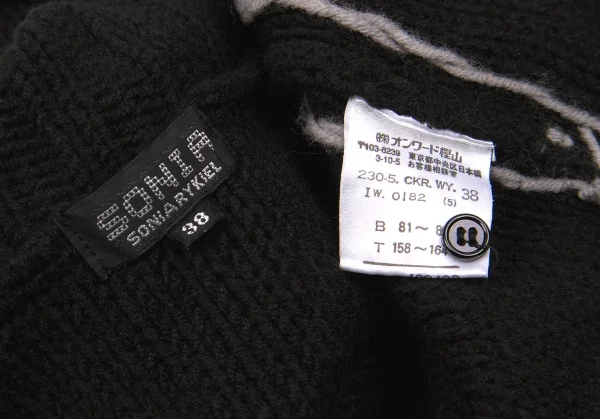 SONIA
SONIA RYKIEL
38
㈱オンワード樫山
〒103-8239 東京都中央区日本橋
3-10-5 お客様相談室
230-5. CKR. WY. 38
IW. 0182 (5)
B 81～
T 158～164